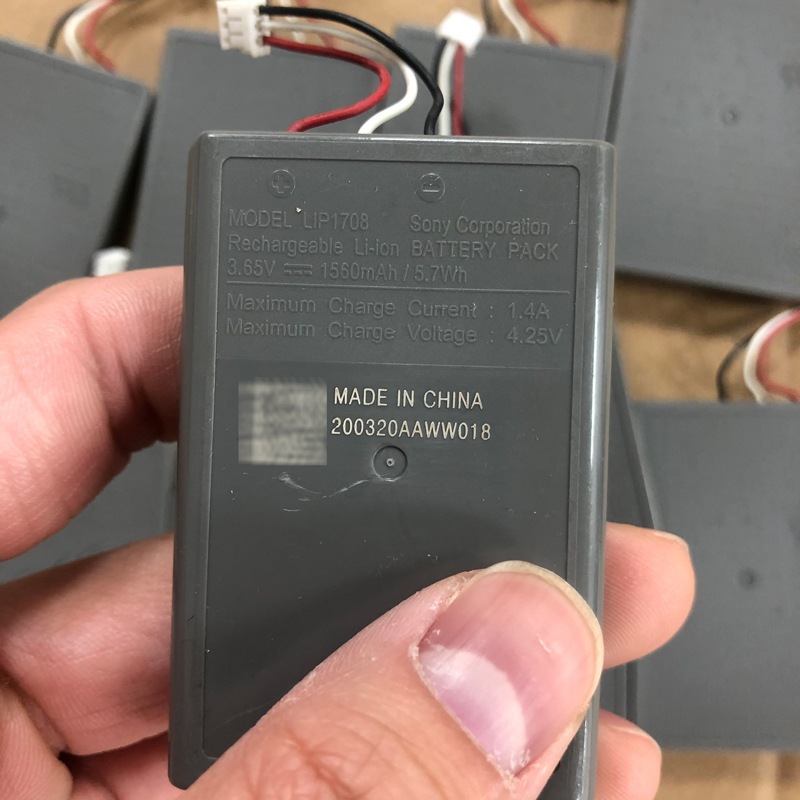 MODEL LIP1708 Sony Corporation
Rechargeable Li-ion BATTERY PACK
3.65V ⎓ 1560mAh / 5.7Wh
Maximum Charge Current : 1.4A
Maximum Charge Voltage : 4.25V
MADE IN CHINA
200320AAWW018